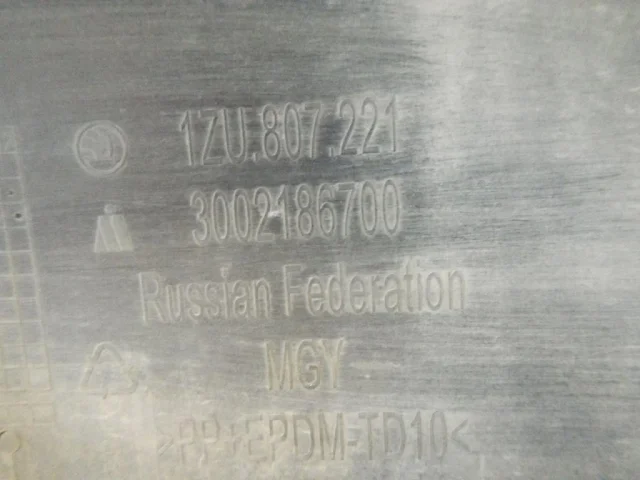 1ZU.807.221
3002186700
Russian Federation
MGY
>PP+EPDM-TD10<